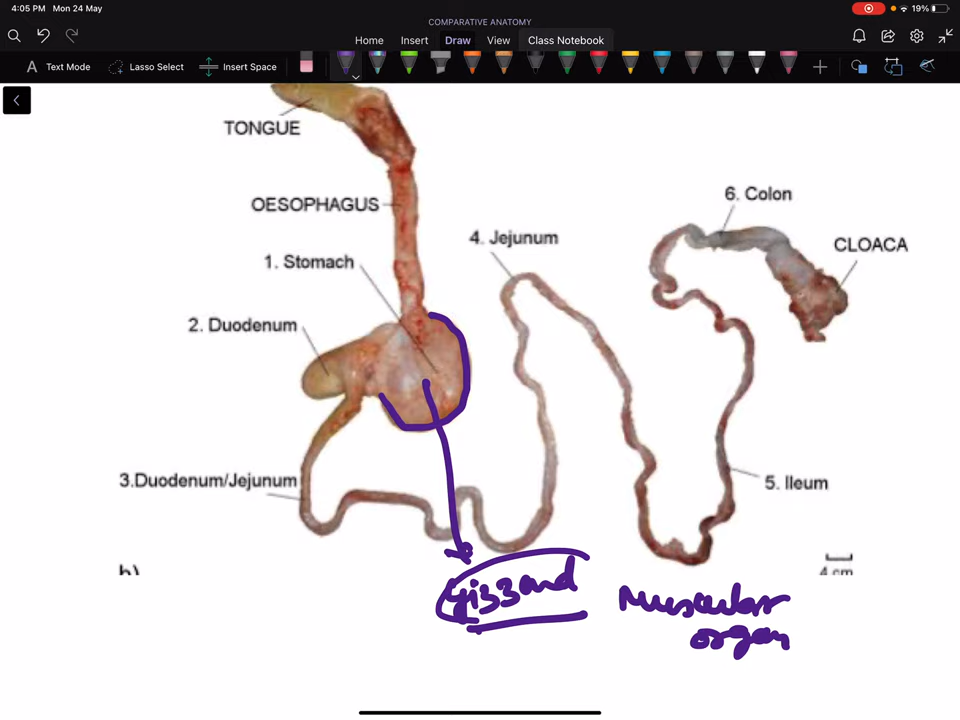 4:05 PM Mon 24 May
19%
COMPARATIVE ANATOMY
Home Insert Draw View Class Notebook
A Text Mode Lasso Select Insert Space
TONGUE
6. Colon
OESOPHAGUS
4. Jejunum
CLOACA
1. Stomach
2. Duodenum
3.Duodenum/Jejunum
5. Ileum
b)
4 cm
Gizzard
Muscular
organ